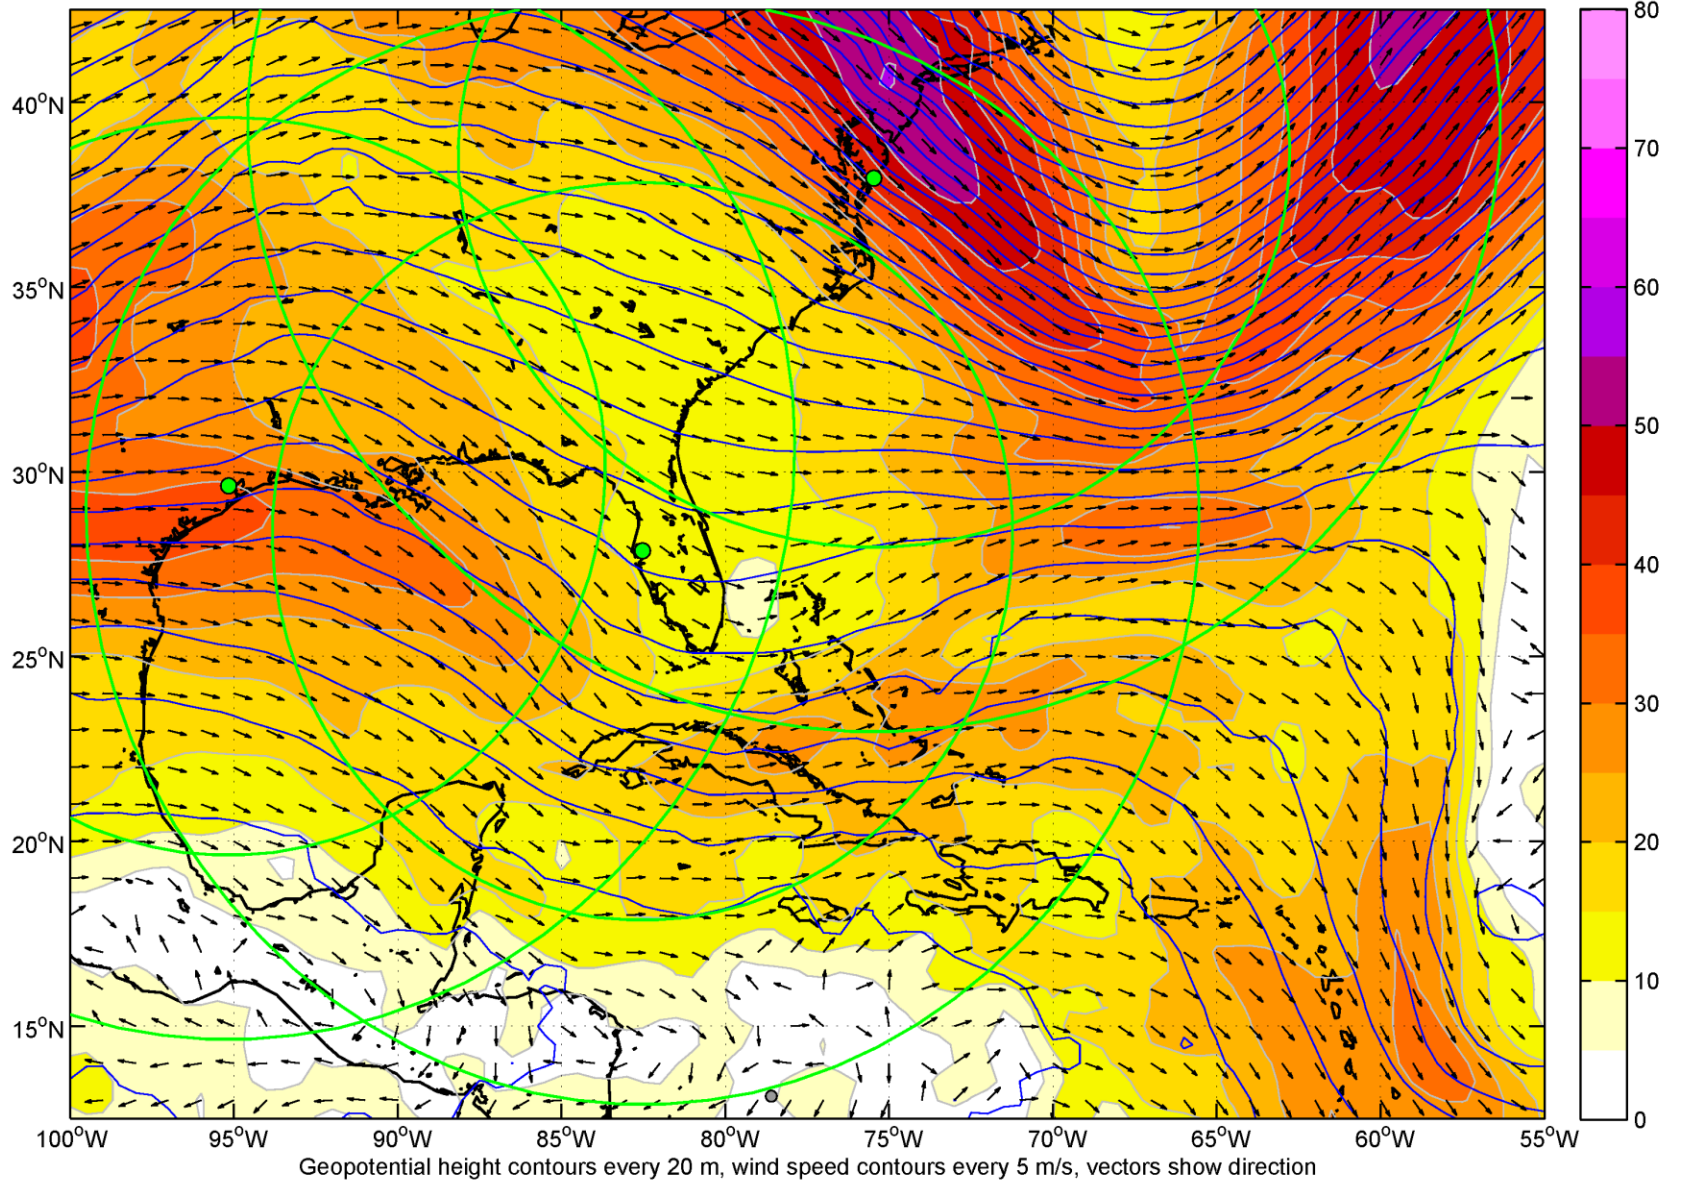 80
70
60
50
40
30
20
10
0
40°N
35°N
30°N
25°N
20°N
15°N
100°W 95°W 90°W 85°W 80°W 75°W 70°W 65°W 60°W 55°W
Geopotential height contours every 20 m, wind speed contours every 5 m/s, vectors show direction